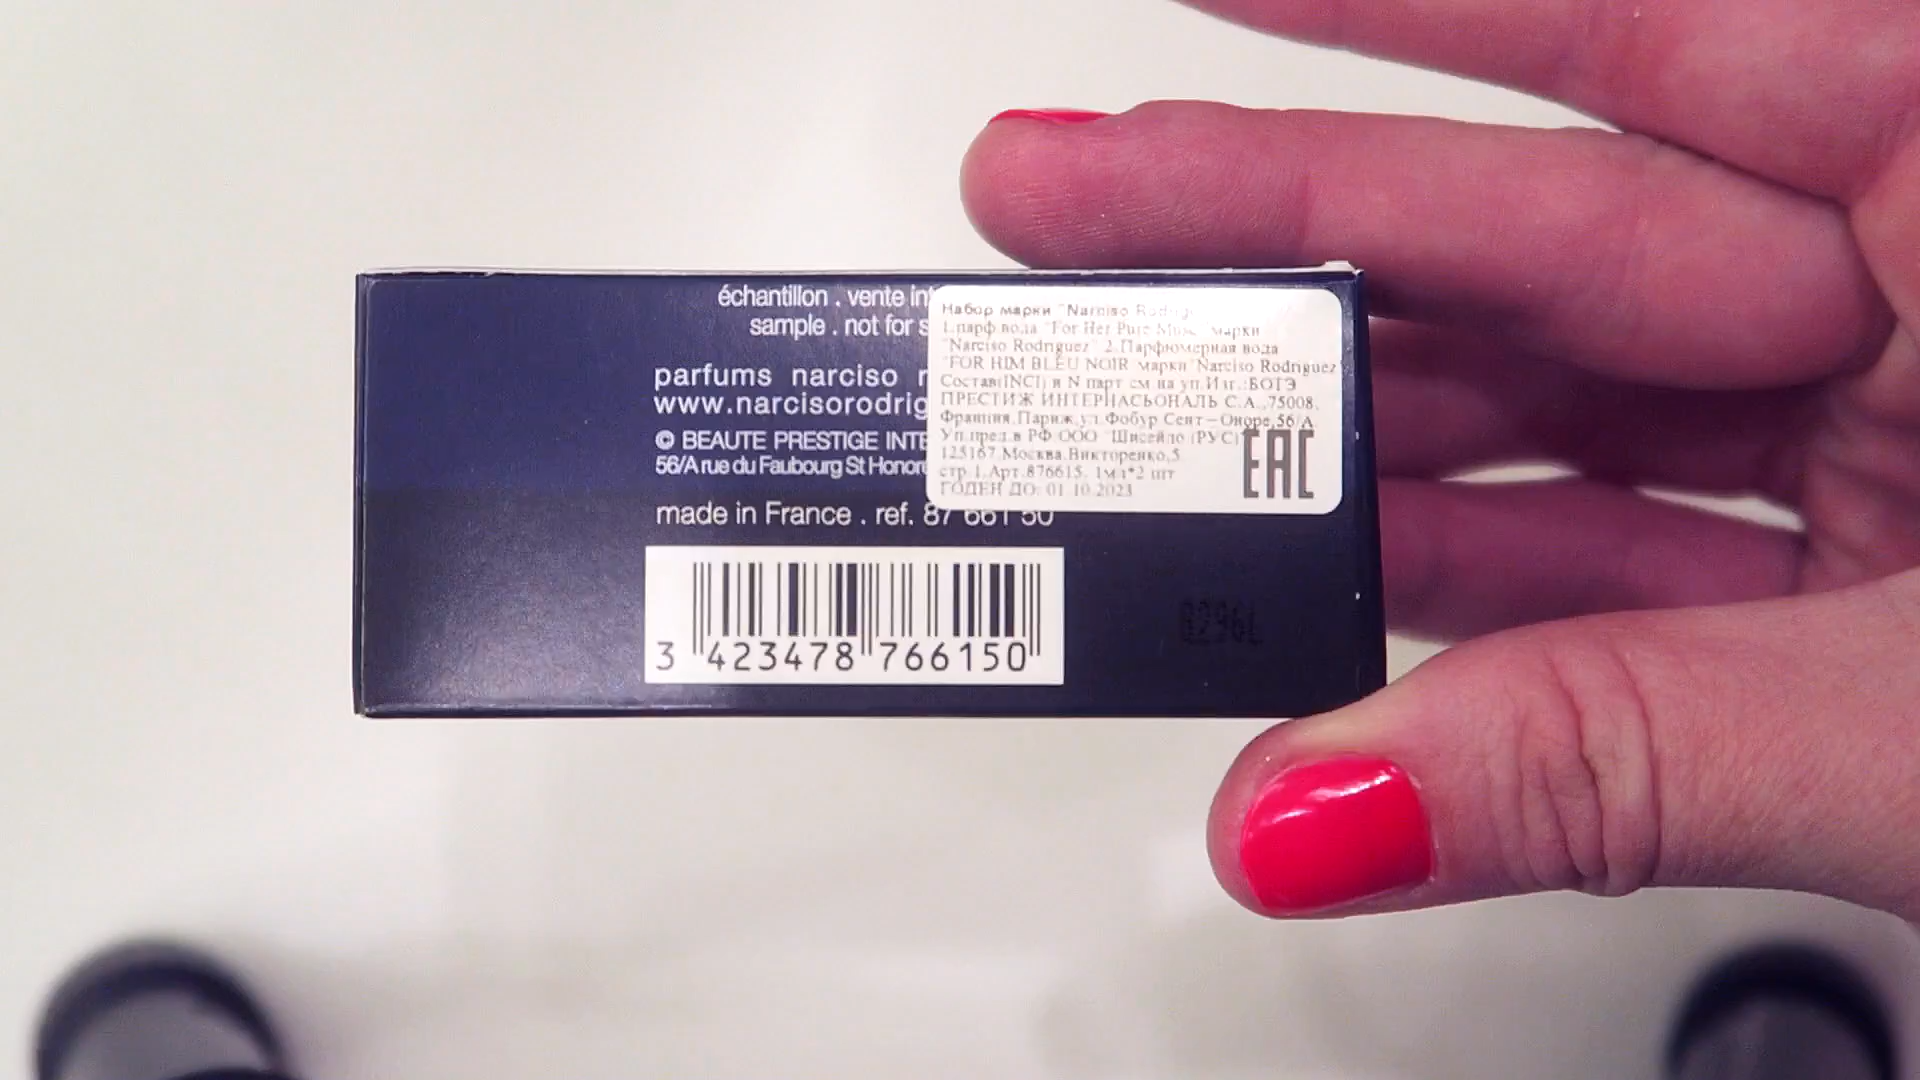 échantillon . vente int
sample . not for s
parfums narciso r
www.narcisorodrig
© BEAUTE PRESTIGE INTE
56/A rue du Faubourg St Honoré
made in France . ref. 87 661 50
3 423478 766150
Набор марки "Narciso Rodrig
1.парф.вода "For Her Pure Musc" марки
"Narciso Rodriguez" 2.Парфюмерная вода
"FOR HIM BLEU NOIR марки"Narciso Rodriguez
Состав(INCI) и N парт см на уп.Изг.:БОТЭ
ПРЕСТИЖ ИНТЕРНАСЬОНАЛЬ С.А.,75008,
Франция,Париж,ул.Фобур Сент-Оноре,56/А
Уп.пред.в РФ ООО "Шисейдо (РУС)"
125167,Москва,Викторенко,5
стр.1.Арт.876615. 1мл*2 шт
ГОДЕН ДО: 01.10.2023
EAC